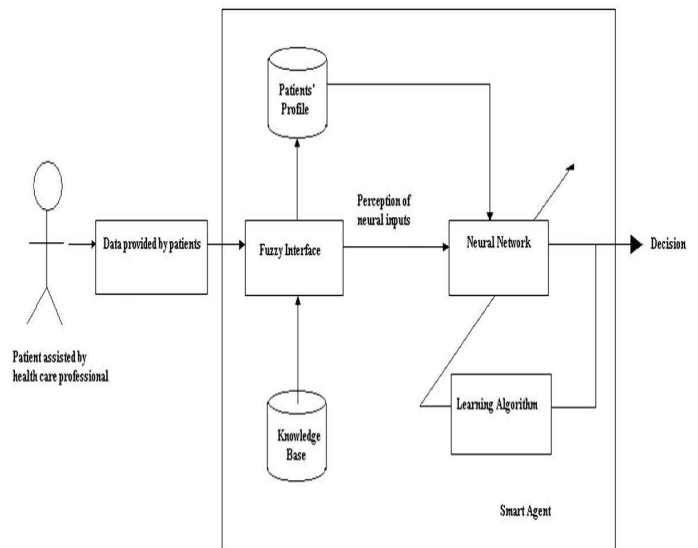 Patients'
Profile
Perception of
neural inputs
Data provided by patients
Fuzzy Interface
Neural Network
Decision
Patient assisted by
health care professional
Learning Algorithm
Knowledge
Base
Smart Agent